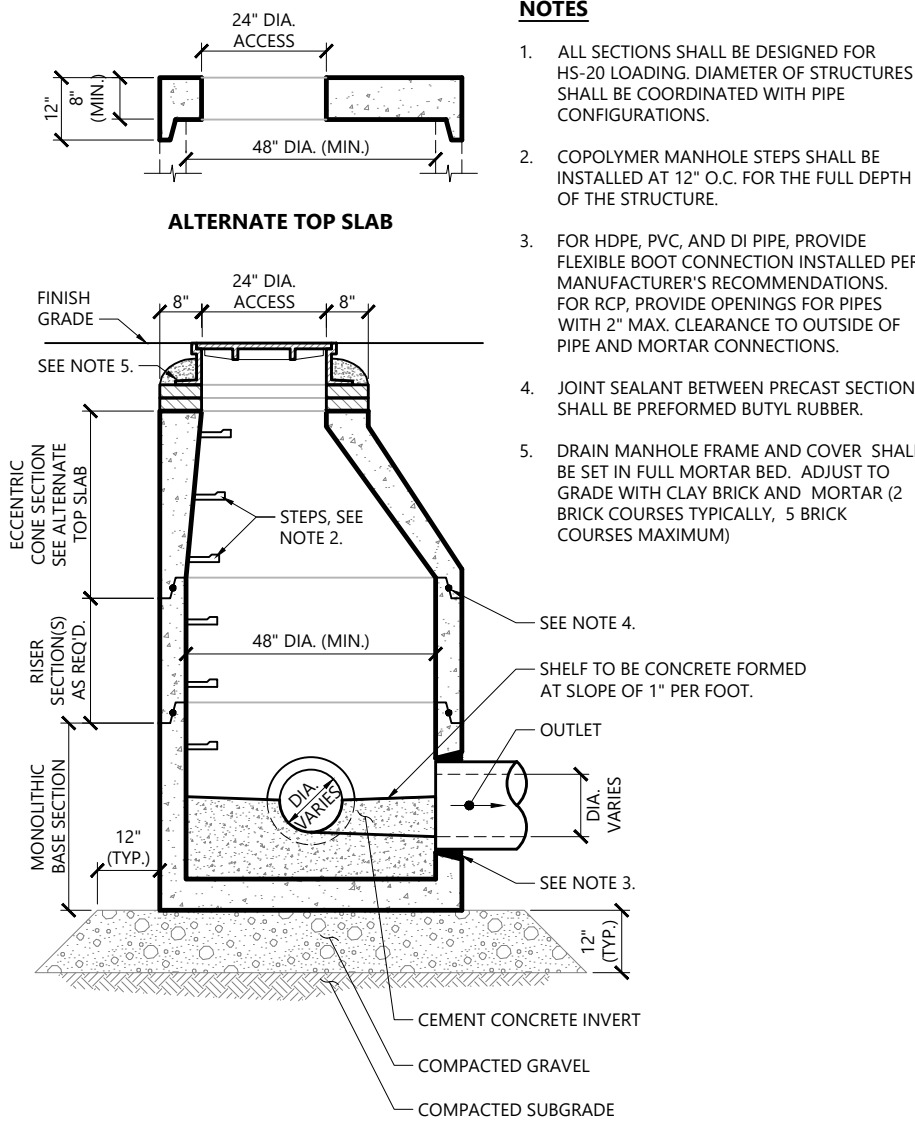 24" DIA.
ACCESS
12"
8"
(MIN.)
48" DIA. (MIN.)
ALTERNATE TOP SLAB
FINISH
GRADE
8"
24" DIA.
ACCESS
8"
SEE NOTE 5.
ECCENTRIC
CONE SECTION
SEE ALTERNATE
TOP SLAB
STEPS, SEE
NOTE 2.
RISER
SECTION(S)
AS REQ'D.
48" DIA. (MIN.)
SEE NOTE 4.
SHELF TO BE CONCRETE FORMED
AT SLOPE OF 1" PER FOOT.
OUTLET
MONOLITHIC
BASE SECTION
12"
(TYP.)
DIA.
VARIES
DIA.
VARIES
SEE NOTE 3.
12"
(TYP.)
CEMENT CONCRETE INVERT
COMPACTED GRAVEL
COMPACTED SUBGRADE
NOTES
1. ALL SECTIONS SHALL BE DESIGNED FOR
HS-20 LOADING. DIAMETER OF STRUCTURES
SHALL BE COORDINATED WITH PIPE
CONFIGURATIONS.
2. COPOLYMER MANHOLE STEPS SHALL BE
INSTALLED AT 12" O.C. FOR THE FULL DEPTH
OF THE STRUCTURE.
3. FOR HDPE, PVC, AND DI PIPE, PROVIDE
FLEXIBLE BOOT CONNECTION INSTALLED PER
MANUFACTURER'S RECOMMENDATIONS.
FOR RCP, PROVIDE OPENINGS FOR PIPES
WITH 2" MAX. CLEARANCE TO OUTSIDE OF
PIPE AND MORTAR CONNECTIONS.
4. JOINT SEALANT BETWEEN PRECAST SECTION
SHALL BE PREFORMED BUTYL RUBBER.
5. DRAIN MANHOLE FRAME AND COVER SHALL
BE SET IN FULL MORTAR BED. ADJUST TO
GRADE WITH CLAY BRICK AND MORTAR (2
BRICK COURSES TYPICALLY, 5 BRICK
COURSES MAXIMUM)